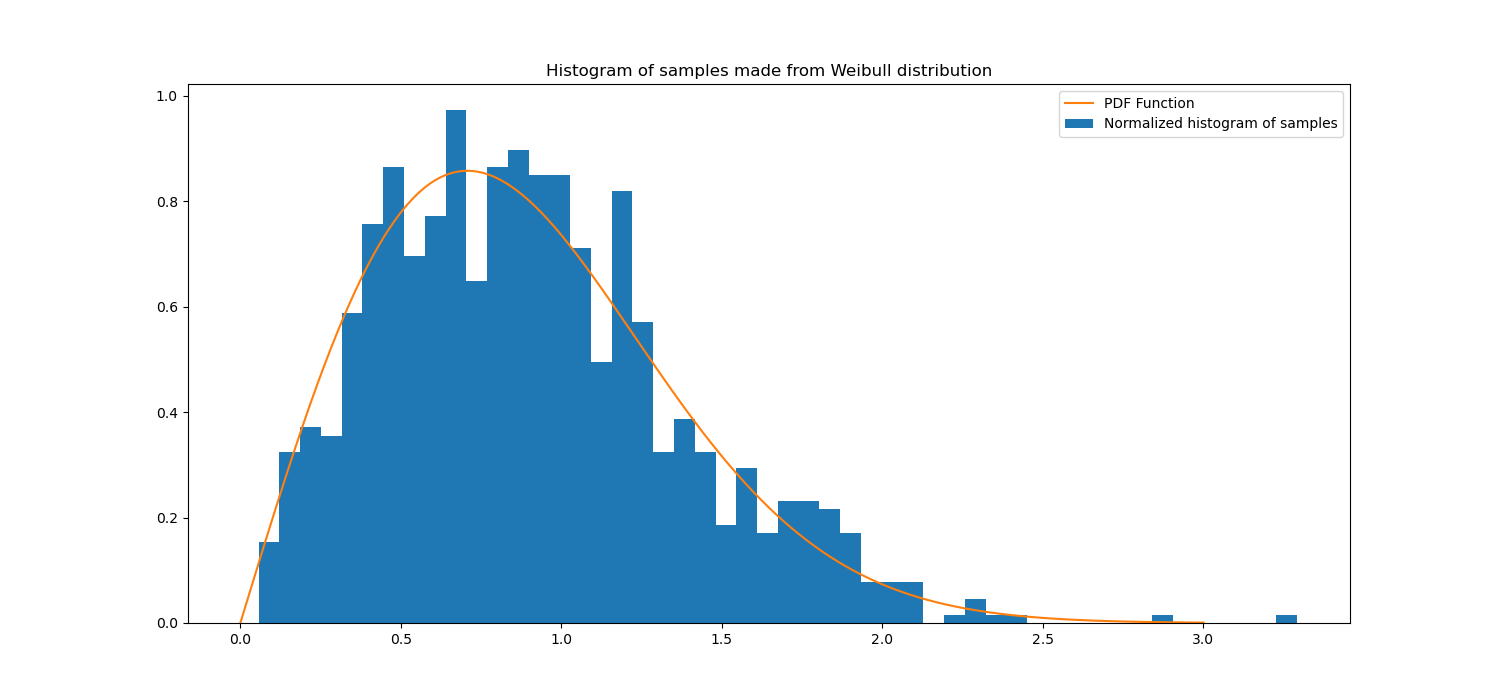 Histogram of samples made from Weibull distribution
PDF Function
Normalized histogram of samples
1.0
0.8
0.6
0.4
0.2
0.0
0.0 0.5 1.0 1.5 2.0 2.5 3.0